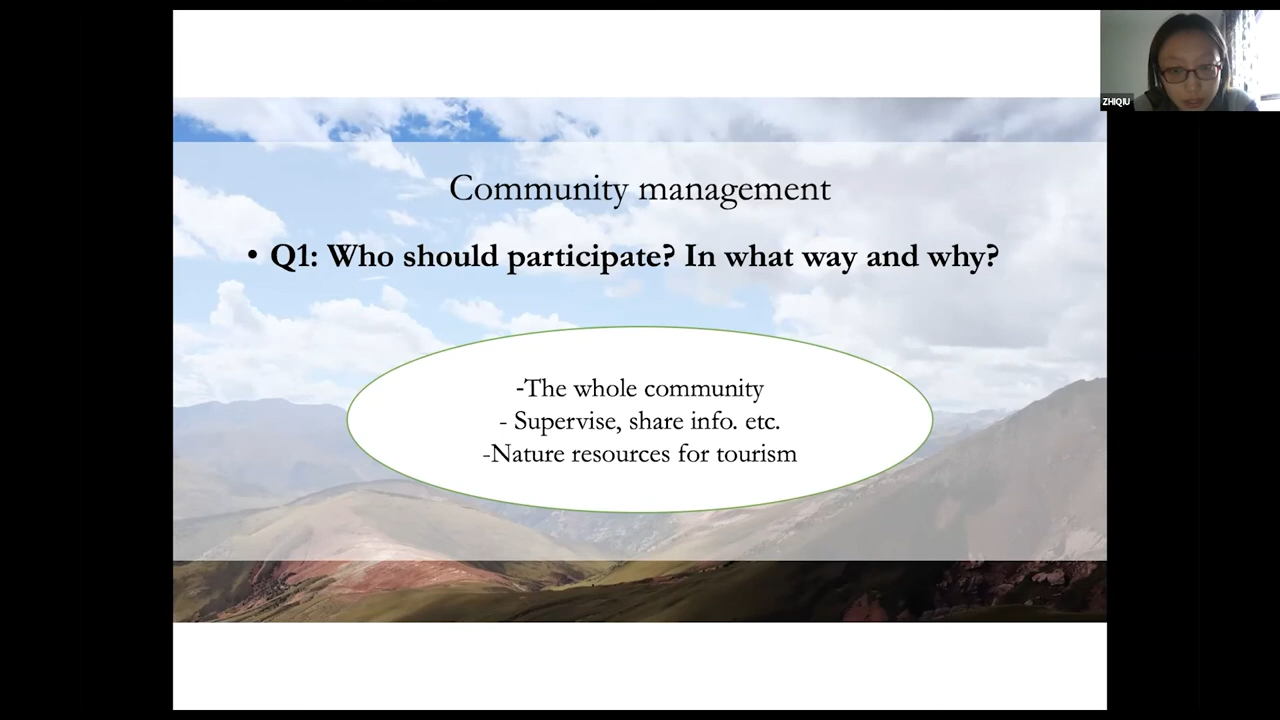 ZHIQIU
Community management
• Q1: Who should participate? In what way and why?
-The whole community
- Supervise, share info. etc.
-Nature resources for tourism